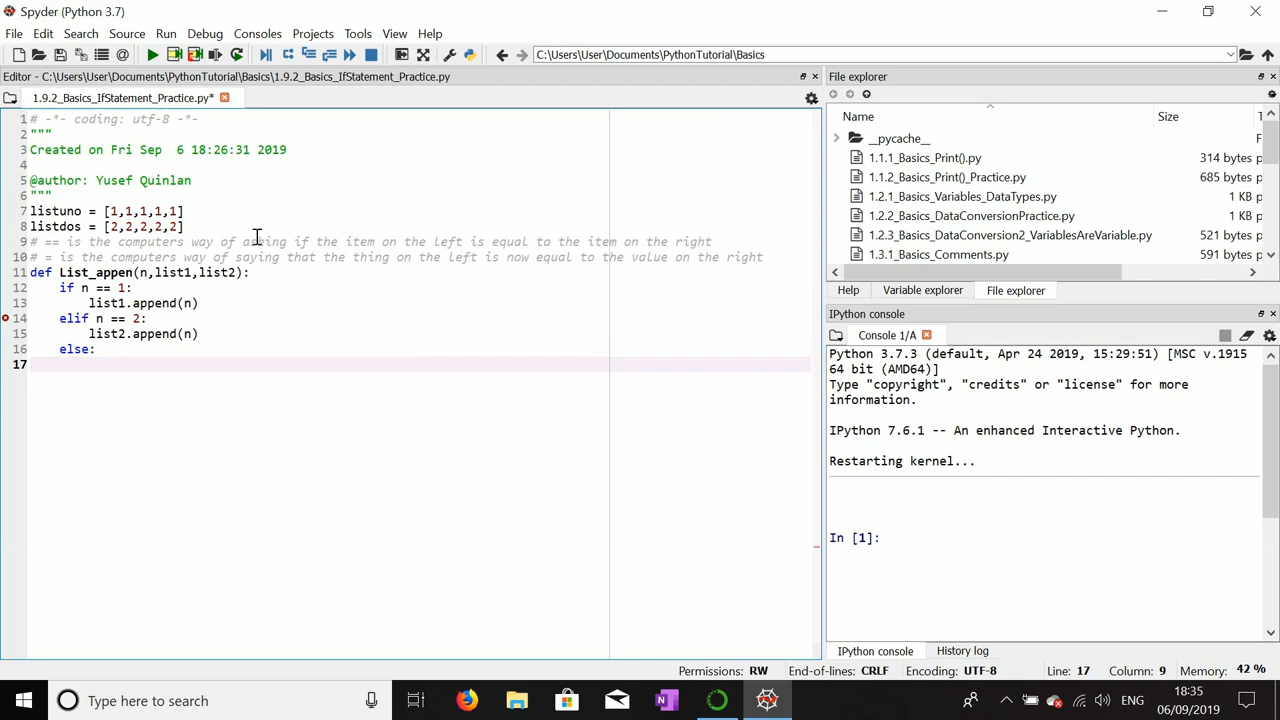 Spyder (Python 3.7)
File Edit Search Source Run Debug Consoles Projects Tools View Help
C:\Users\User\Documents\PythonTutorial\Basics
Editor - C:\Users\User\Documents\PythonTutorial\Basics\1.9.2_Basics_IfStatement_Practice.py
1.9.2_Basics_IfStatement_Practice.py*
1 # -*- coding: utf-8 -*-
2 """
3 Created on Fri Sep  6 18:26:31 2019
4
5 @author: Yusef Quinlan
6 """
7 listuno = [1,1,1,1,1]
8 listdos = [2,2,2,2,2]
9 # == is the computers way of asking if the item on the left is equal to the item on the right
10 # = is the computers way of saying that the thing on the left is now equal to the value on the right
11 def List_appen(n,list1,list2):
12     if n == 1:
13         list1.append(n)
14     elif n == 2:
15         list2.append(n)
16     else:
17
File explorer
Name Size
__pycache__
1.1.1_Basics_Print().py 314 bytes p
1.1.2_Basics_Print()_Practice.py 685 bytes p
1.2.1_Basics_Variables_DataTypes.py 1 KB p
1.2.2_Basics_DataConversionPractice.py 1 KB p
1.2.3_Basics_DataConversion2_VariablesAreVariable.py 521 bytes p
1.3.1_Basics_Comments.py 591 bytes p
Help Variable explorer File explorer
IPython console
Console 1/A
Python 3.7.3 (default, Apr 24 2019, 15:29:51) [MSC v.1915
64 bit (AMD64)]
Type "copyright", "credits" or "license" for more
information.
IPython 7.6.1 -- An enhanced Interactive Python.
Restarting kernel...
In [1]:
IPython console History log
Permissions: RW End-of-lines: CRLF Encoding: UTF-8 Line: 17 Column: 9 Memory: 42 %
Type here to search
ENG
18:35
06/09/2019